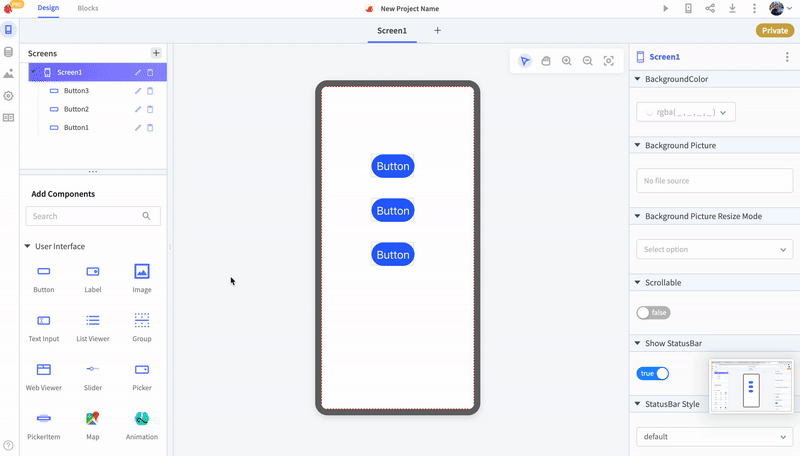 PRO
Design
Blocks
New Project Name
Screen1
Private
Screens
Screen1
Button3
Button2
Button1
Add Components
Search
User Interface
Button
Label
Image
Text Input
List Viewer
Group
Web Viewer
Slider
Picker
PickerItem
Map
Animation
Button
Button
Button
Screen1
BackgroundColor
rgba( _ , _ , _ , _ )
Background Picture
No file source
Background Picture Resize Mode
Select option
Scrollable
false
Show StatusBar
true
StatusBar Style
default